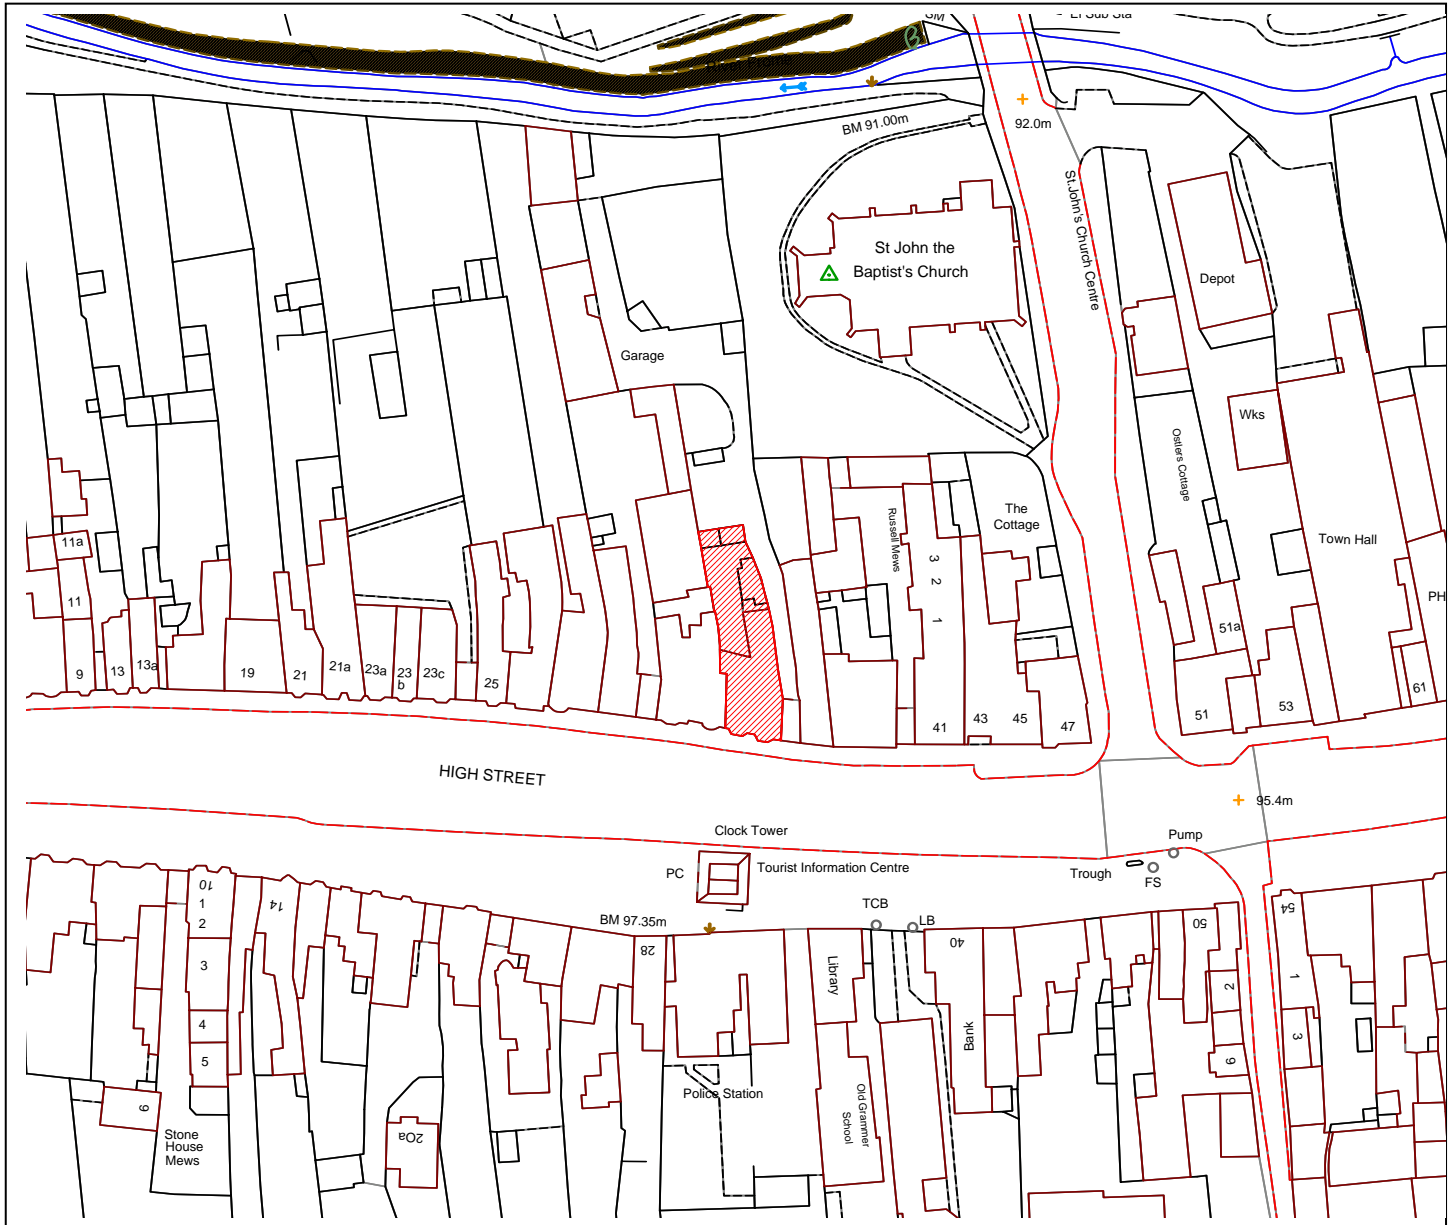 SM
El Sub Sta
River Frome
92.0m
BM 91.00m
St.John's Church Centre
St John the
Baptist's Church
Depot
Garage
Wks
Ostlers Cottage
Russell Mews
The
Cottage
Town Hall
11a
11
3
2
1
PH
51a
9
13
13a
19
21
21a
23a
23
b
23c
25
41
43
45
47
51
53
61
HIGH STREET
95.4m
Clock Tower
Pump
PC
Tourist Information Centre
Trough
FS
TCB
LB
BM 97.35m
10
1
2
14
28
40
50
54
3
Library
2
1
4
5
Bank
3
6
Police Station
Old Grammer
School
6
20a
Stone
House
Mews